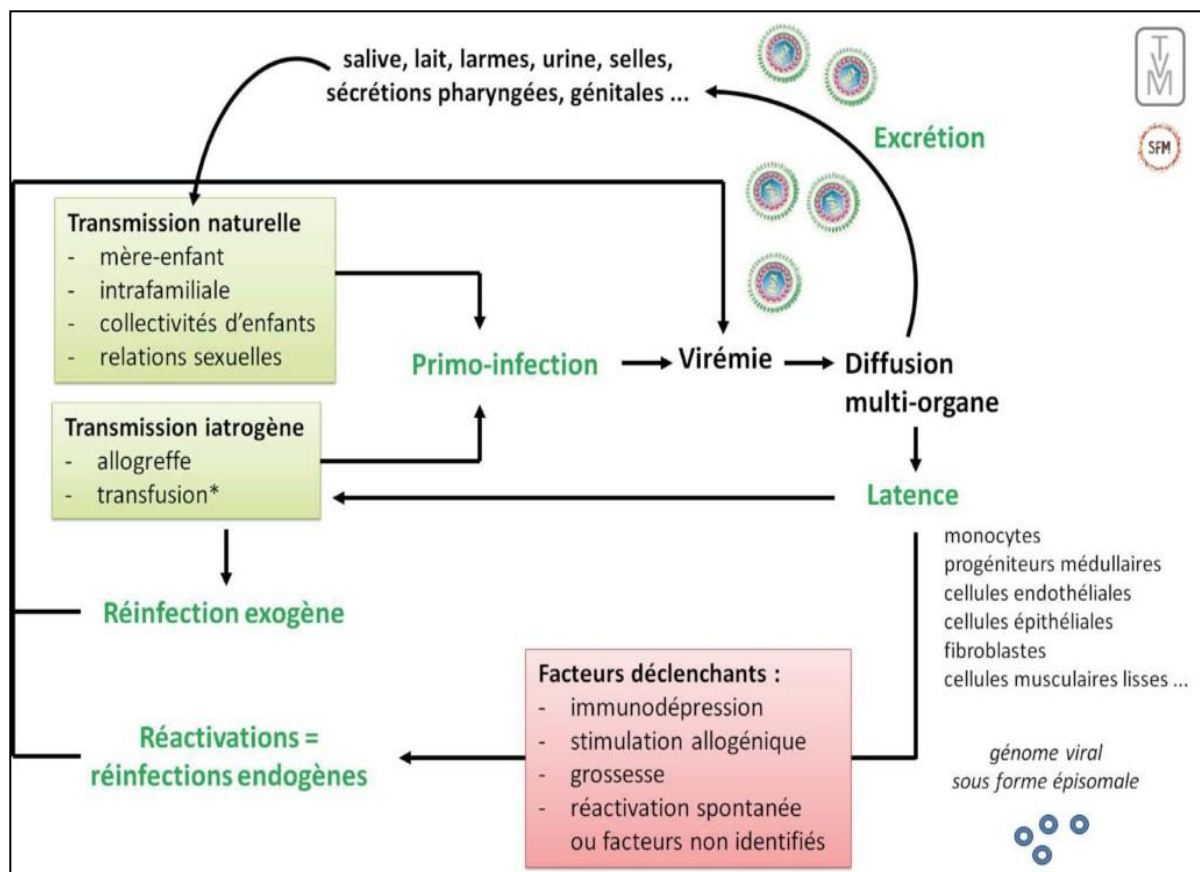 salive, lait, larmes, urine, selles,
sécrétions pharyngées, génitales ...
TVM
SFM
Excrétion
Transmission naturelle
- mère-enfant
- intrafamiliale
- collectivités d'enfants
- relations sexuelles
Primo-infection
Virémie
Diffusion
multi-organe
Transmission iatrogène
- allogreffe
- transfusion*
Latence
monocytes
progéniteurs médullaires
cellules endothéliales
cellules épithéliales
fibroblastes
cellules musculaires lisses ...
Réinfection exogène
Facteurs déclenchants :
- immunodépression
- stimulation allogénique
- grossesse
- réactivation spontanée
ou facteurs non identifiés
Réactivations =
réinfections endogènes
génome viral
sous forme épisomale